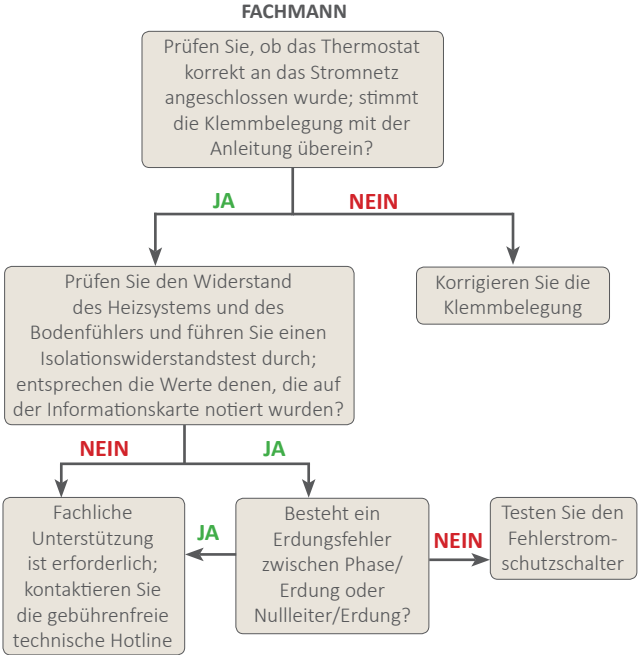 FACHMANN
Prüfen Sie, ob das Thermostat
korrekt an das Stromnetz
angeschlossen wurde; stimmt
die Klemmbelegung mit der
Anleitung überein?
JA
NEIN
Prüfen Sie den Widerstand
des Heizsystems und des
Bodenfühlers und führen Sie einen
Isolationswiderstandstest durch;
entsprechen die Werte denen, die auf
der Informationskarte notiert wurden?
Korrigieren Sie die
Klemmbelegung
NEIN
JA
Fachliche
Unterstützung
ist erforderlich;
kontaktieren Sie
die gebührenfreie
technische Hotline
JA
Besteht ein
Erdungsfehler
zwischen Phase/
Erdung oder
Nullleiter/Erdung?
NEIN
Testen Sie den
Fehlerstrom-
schutzschalter